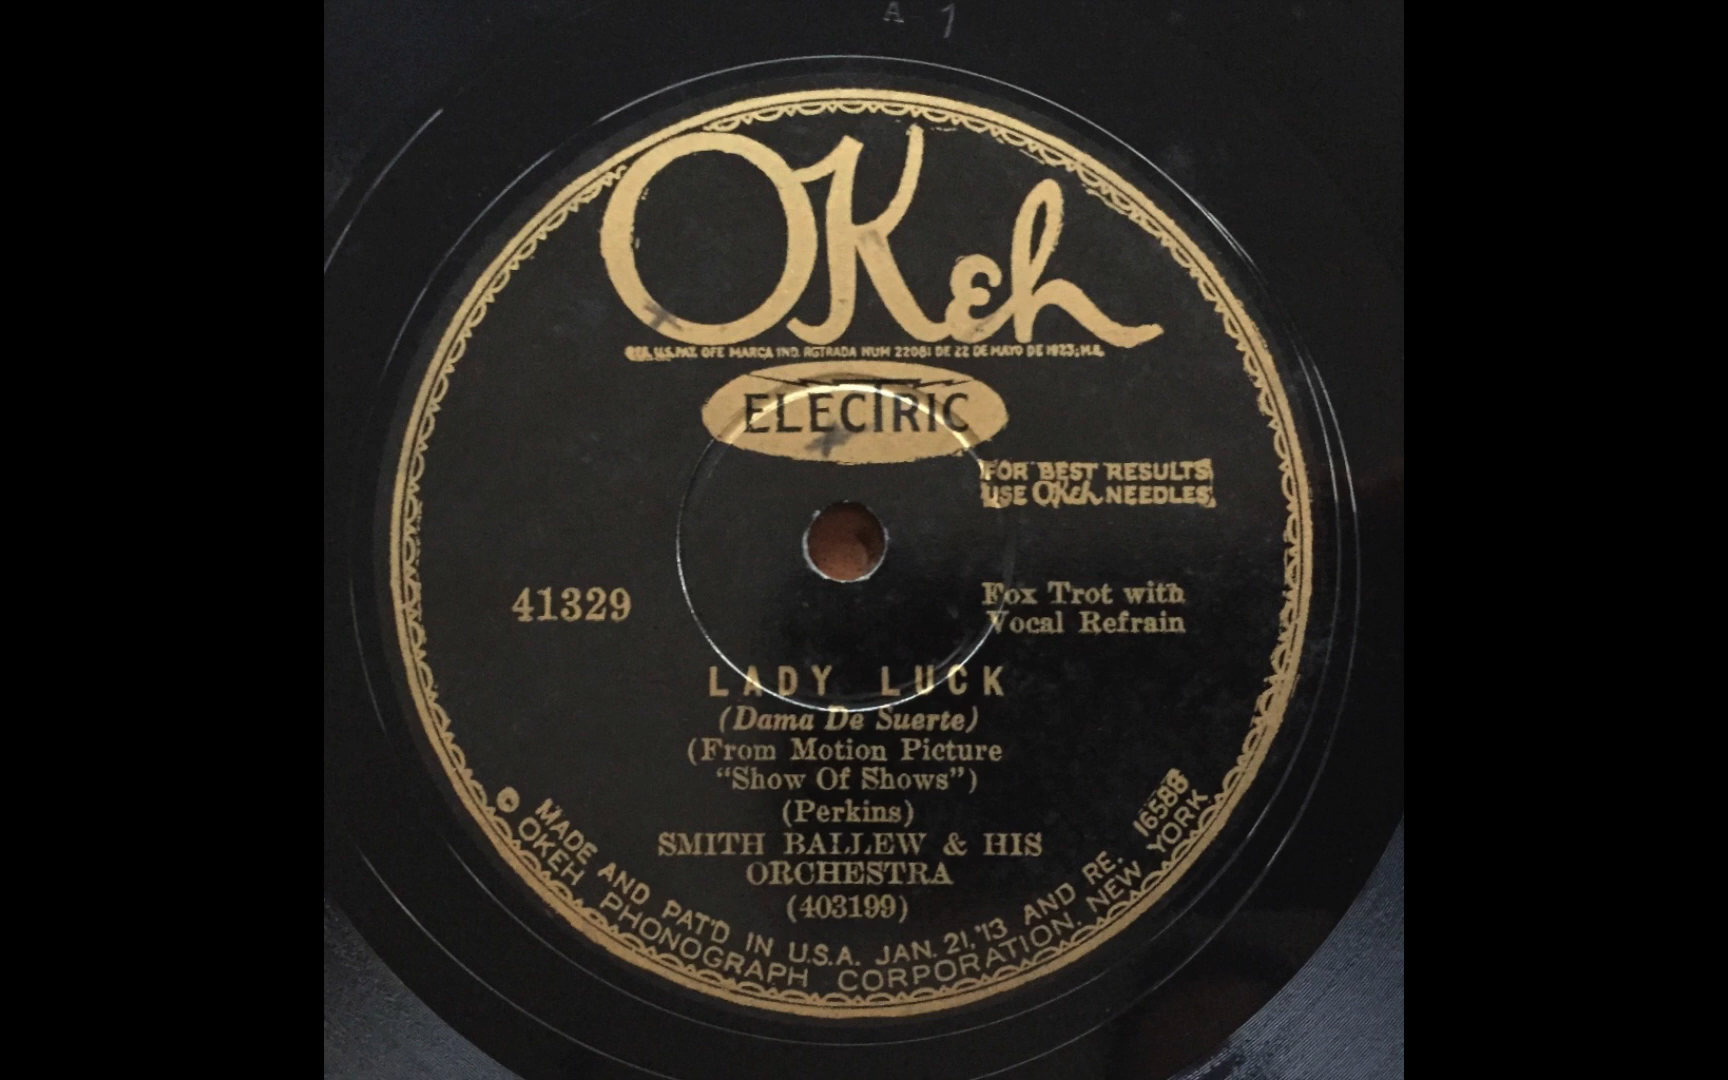 A 1
OKeh
REG. U.S. PAT. OFF. MARCA IND. RGTRADA NUM 22081 DE 22 DE MAYO DE 1923; M.R.
ELECTRIC
FOR BEST RESULTS
USE OKeh NEEDLES
41329
Fox Trot with
Vocal Refrain
LADY LUCK
(Dama De Suerte)
(From Motion Picture
“Show Of Shows”)
(Perkins)
SMITH BALLEW & HIS
ORCHESTRA
(403199)
MADE AND PAT'D IN U.S.A. JAN. 21, '13 AND RE. 16588
© OKEH PHONOGRAPH CORPORATION. NEW YORK